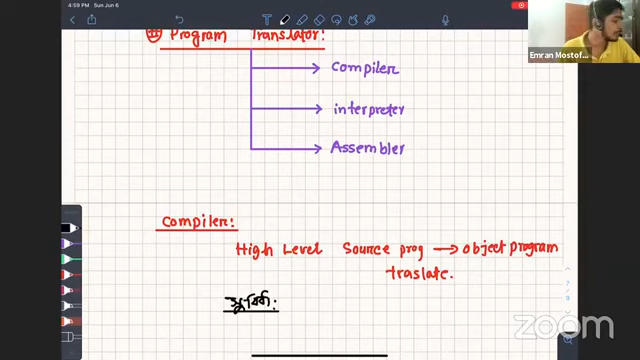 4:59 PM Sun Jun 6
Program Translator:
Emran Mostof...
Compiler
interpreter
Assembler
Compiler:
High Level Source prog → object program
traslate.
সুবিধা:
zoom